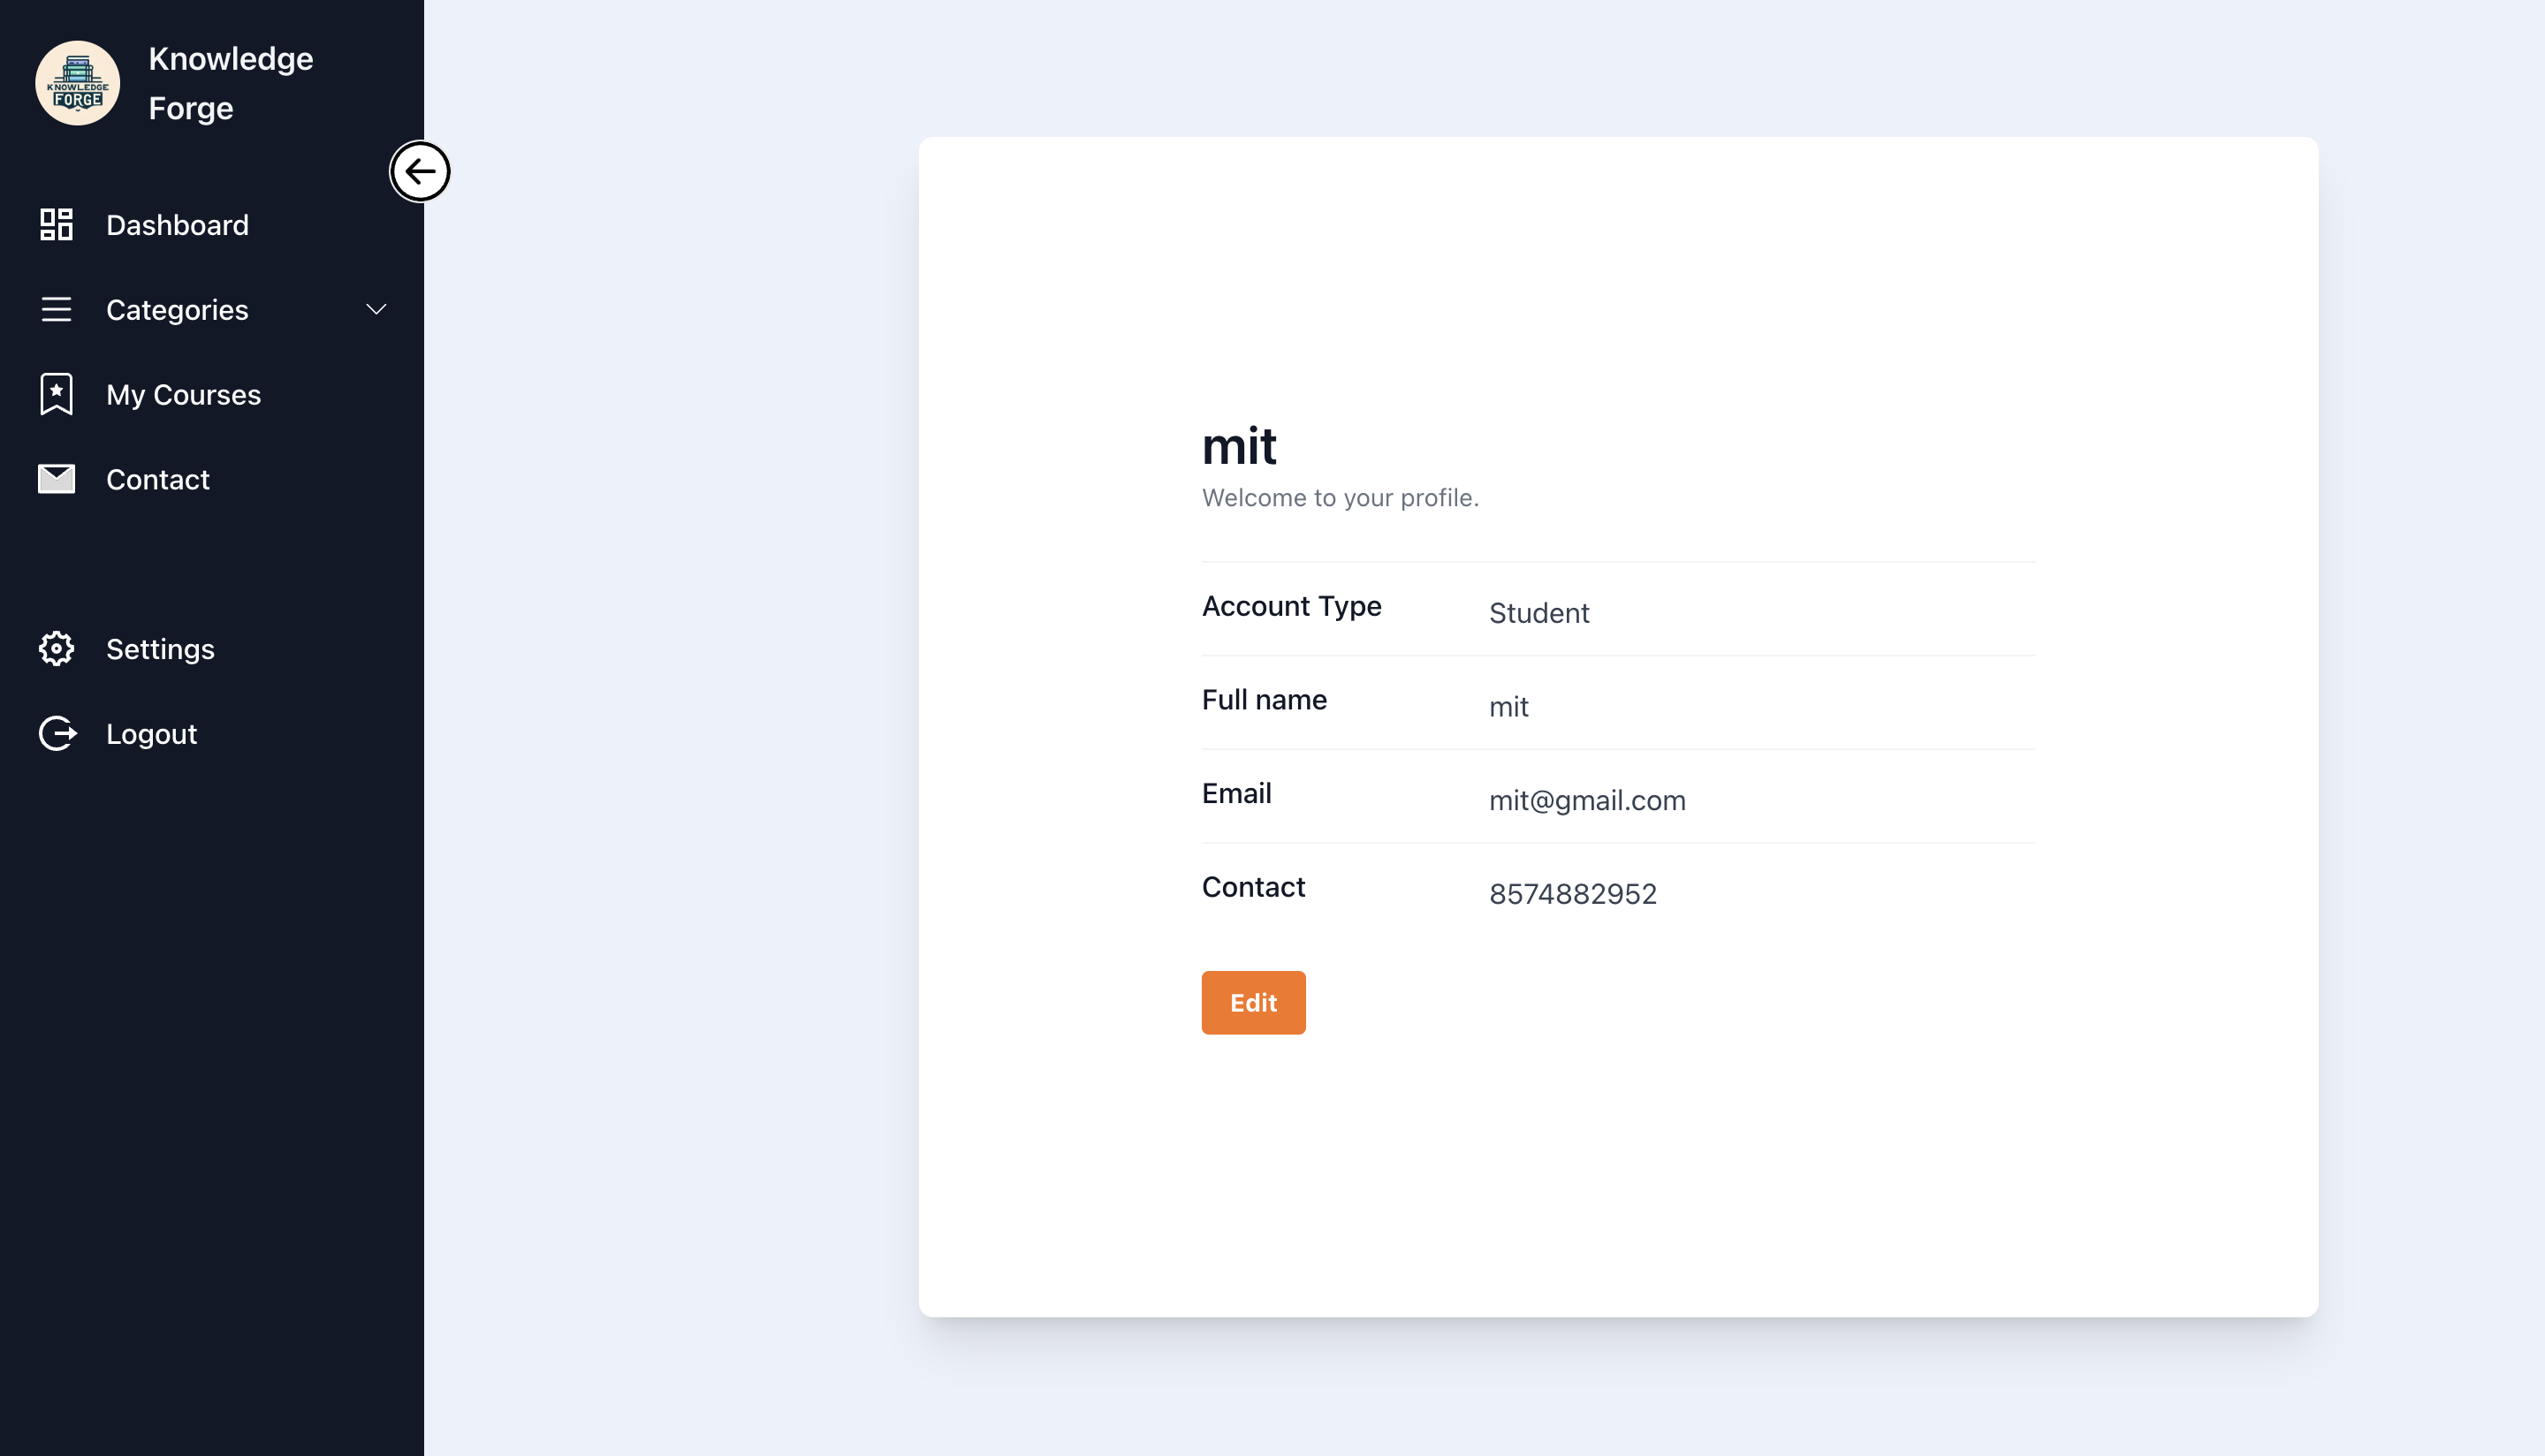 KNOWLEDGE
FORGE
Knowledge
Forge
Dashboard
Categories
My Courses
Contact
Settings
Logout
mit
Welcome to your profile.
Account Type Student
Full name mit
Email mit@gmail.com
Contact 8574882952
Edit